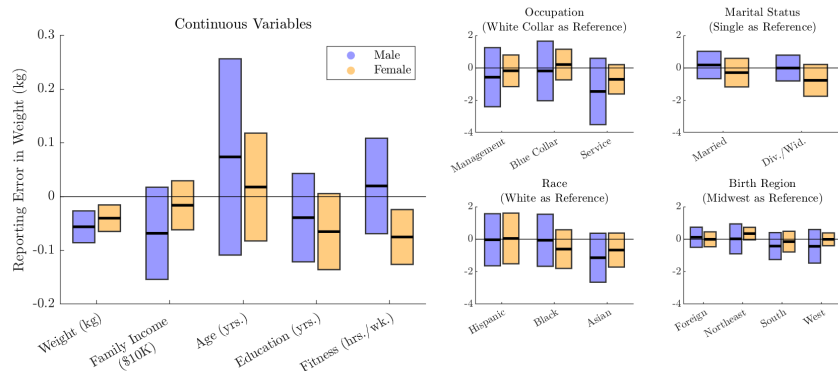 Continuous Variables
Reporting Error in Weight (kg)
0.3
0.2
0.1
0
-0.1
-0.2
Male
Female
Weight (kg)
Family Income
($10K)
Age (yrs.)
Education (yrs.)
Fitness (hrs./wk.)
Occupation
(White Collar as Reference)
2
0
-2
-4
Management
Blue Collar
Service
Marital Status
(Single as Reference)
2
0
-2
-4
Married
Div./Wid.
Race
(White as Reference)
2
0
-2
-4
Hispanic
Black
Asian
Birth Region
(Midwest as Reference)
2
0
-2
-4
Foreign
Northeast
South
West